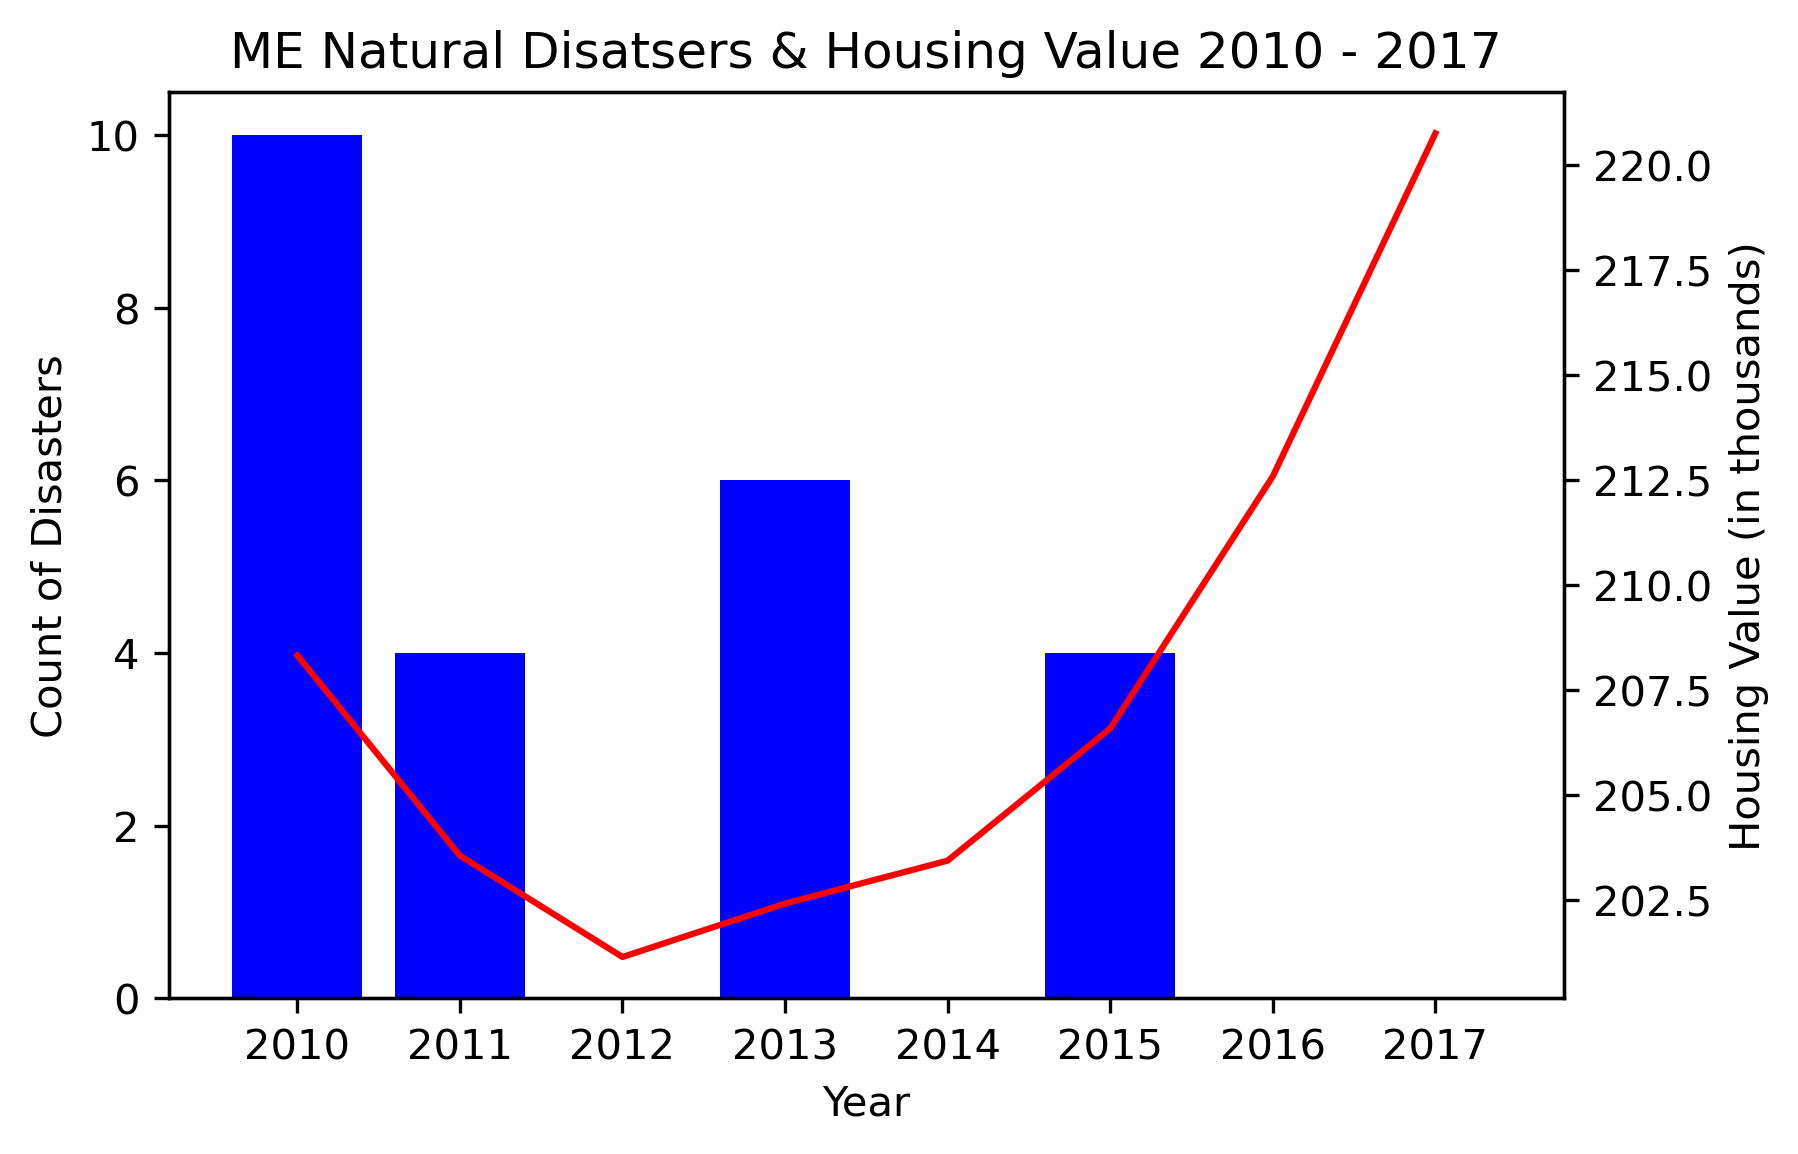 ME Natural Disatsers & Housing Value 2010 - 2017
10
8
6
4
2
0
Count of Disasters
220.0
217.5
215.0
212.5
210.0
207.5
205.0
202.5
Housing Value (in thousands)
2010 2011 2012 2013 2014 2015 2016 2017
Year